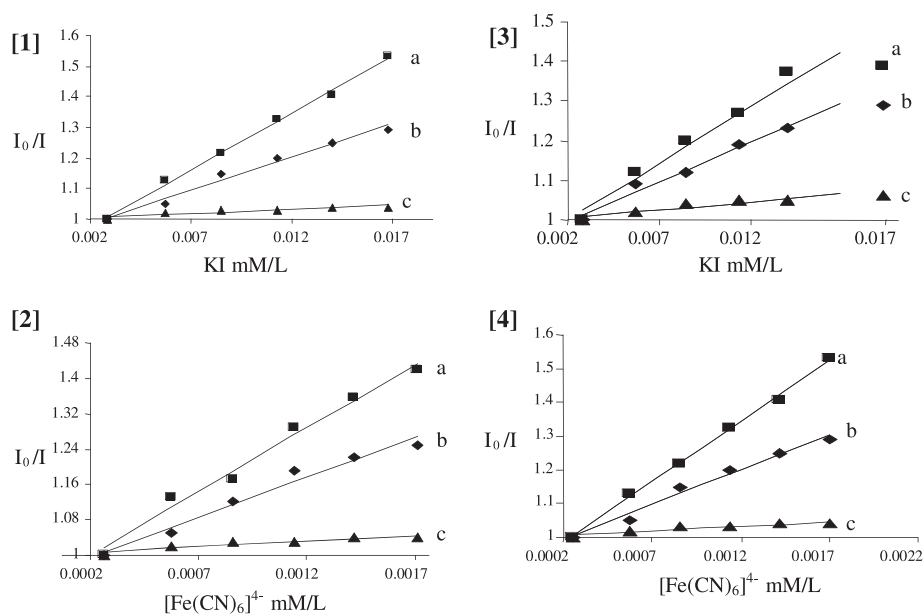 [1]
1.6
1.5
1.4
1.3
1.2
1.1
1
I₀/I
a
b
c
0.002 0.007 0.012 0.017
KI mM/L
[3]
1.5
1.4
1.3
1.2
1.1
1
I₀/I
a
b
c
0.002 0.007 0.012 0.017
KI mM/L
[2]
1.48
1.4
1.32
1.24
1.16
1.08
1
I₀/I
a
b
c
0.0002 0.0007 0.0012 0.0017
[Fe(CN)₆]⁴⁻ mM/L
[4]
1.6
1.5
1.4
1.3
1.2
1.1
1
I₀/I
a
b
c
0.0002 0.0007 0.0012 0.0017 0.0022
[Fe(CN)₆]⁴⁻ mM/L